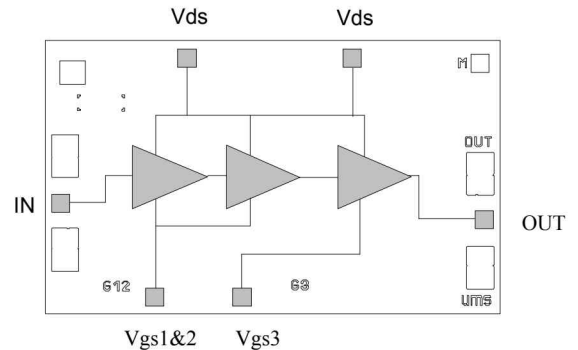 Vds Vds
M
OUT
IN
OUT
G12 G3
UMS
Vgs1&2 Vgs3